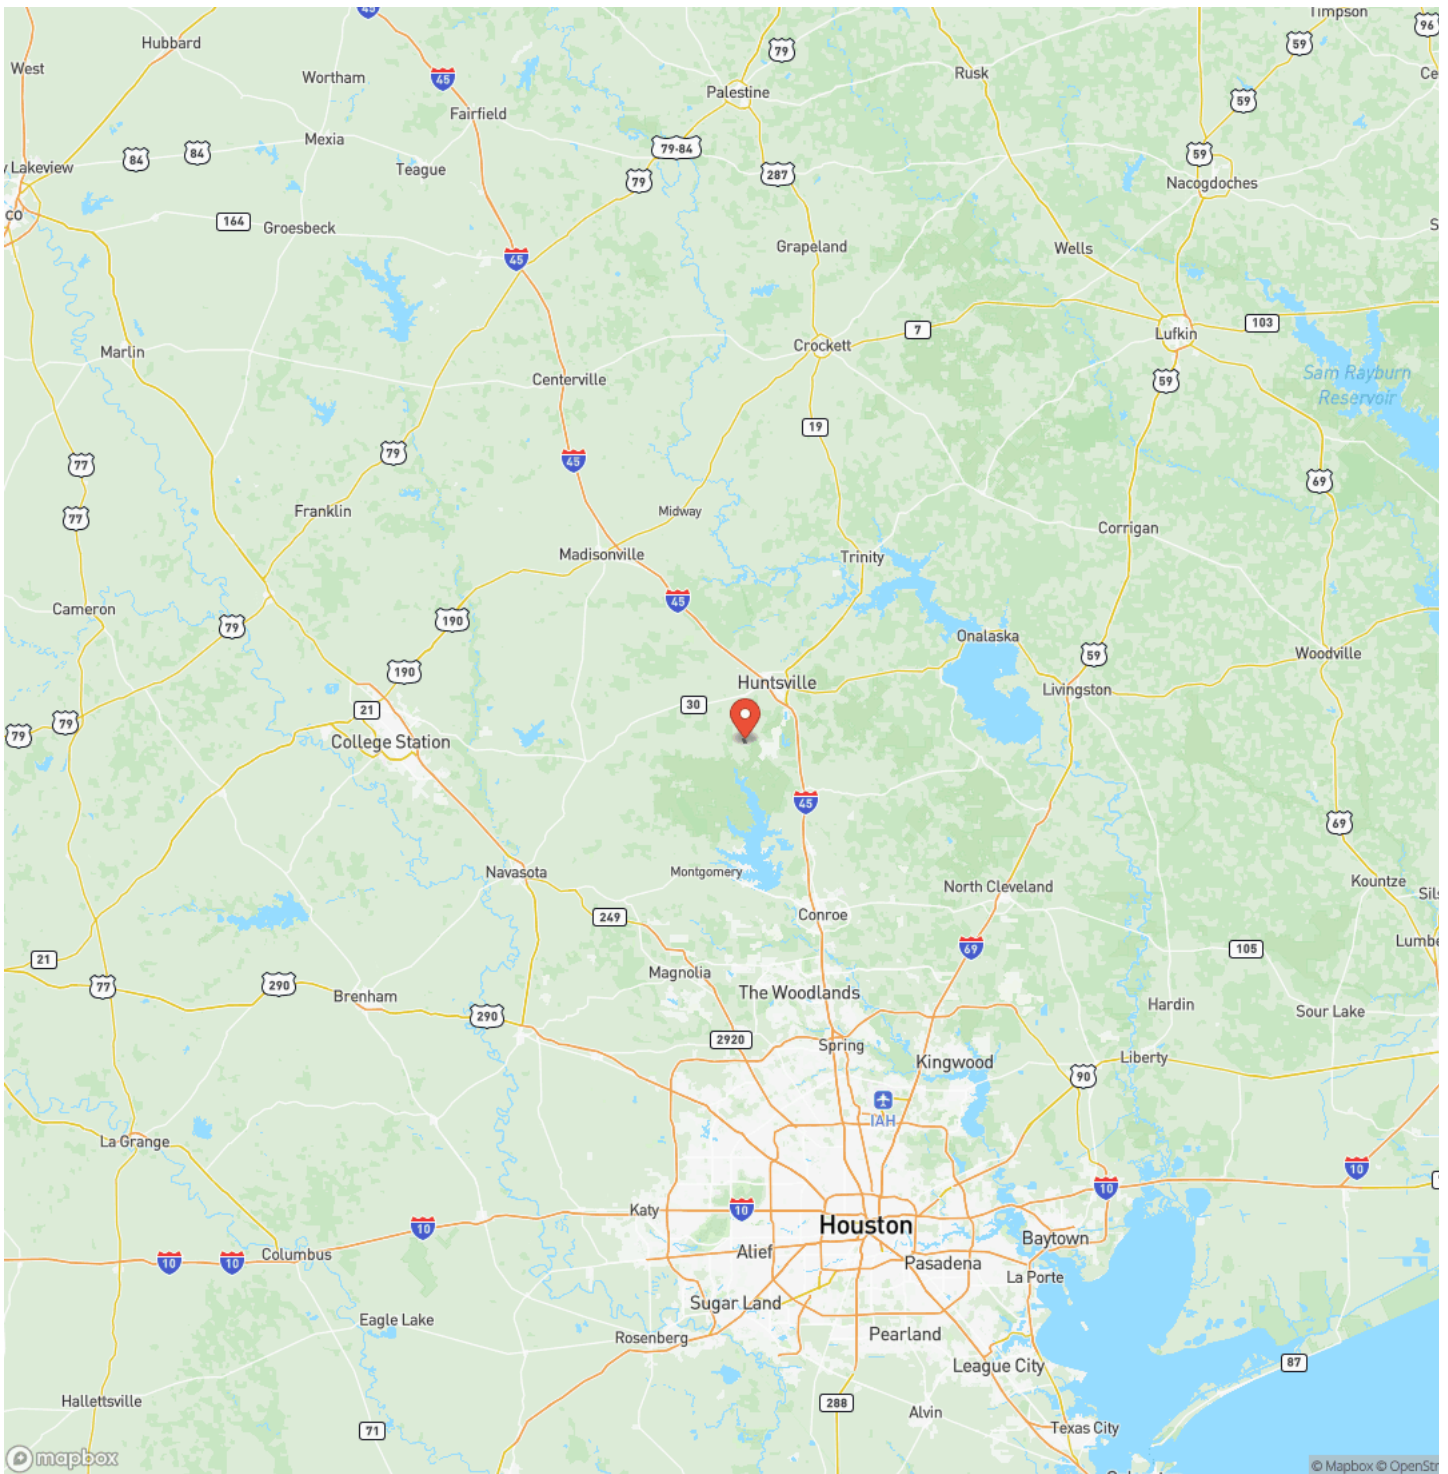 45
Timpson
96
Hubbard
79
59
West
Wortham
45
Rusk
Ce
Palestine
59
Fairfield
Mexia
79-84
84
84
59
y Lakeview
Teague
287
79
Nacogdoches
co
164
Groesbeck
S
Grapeland
Wells
45
103
7
Lufkin
Crockett
Marlin
Sam Rayburn
Reservoir
Centerville
59
19
79
45
77
69
Franklin
Midway
77
Corrigan
Madisonville
Trinity
45
Cameron
190
79
Onalaska
59
Woodville
190
Huntsville
Livingston
30
21
79
79
College Station
45
69
Navasota
Montgomery
North Cleveland
Kountze
Sils
249
Conroe
Lumbe
69
105
21
Magnolia
77
290
The Woodlands
Brenham
Hardin
Sour Lake
290
2920
Spring
Liberty
Kingwood
90
IAH
La Grange
10
10
Katy
10
Houston
10
Baytown
Columbus
Alief
10
10
Pasadena
La Porte
Sugar Land
Eagle Lake
Rosenberg
Pearland
League City
87
Hallettsville
288
Alvin
71
Texas City
mapbox
© Mapbox © OpenStr